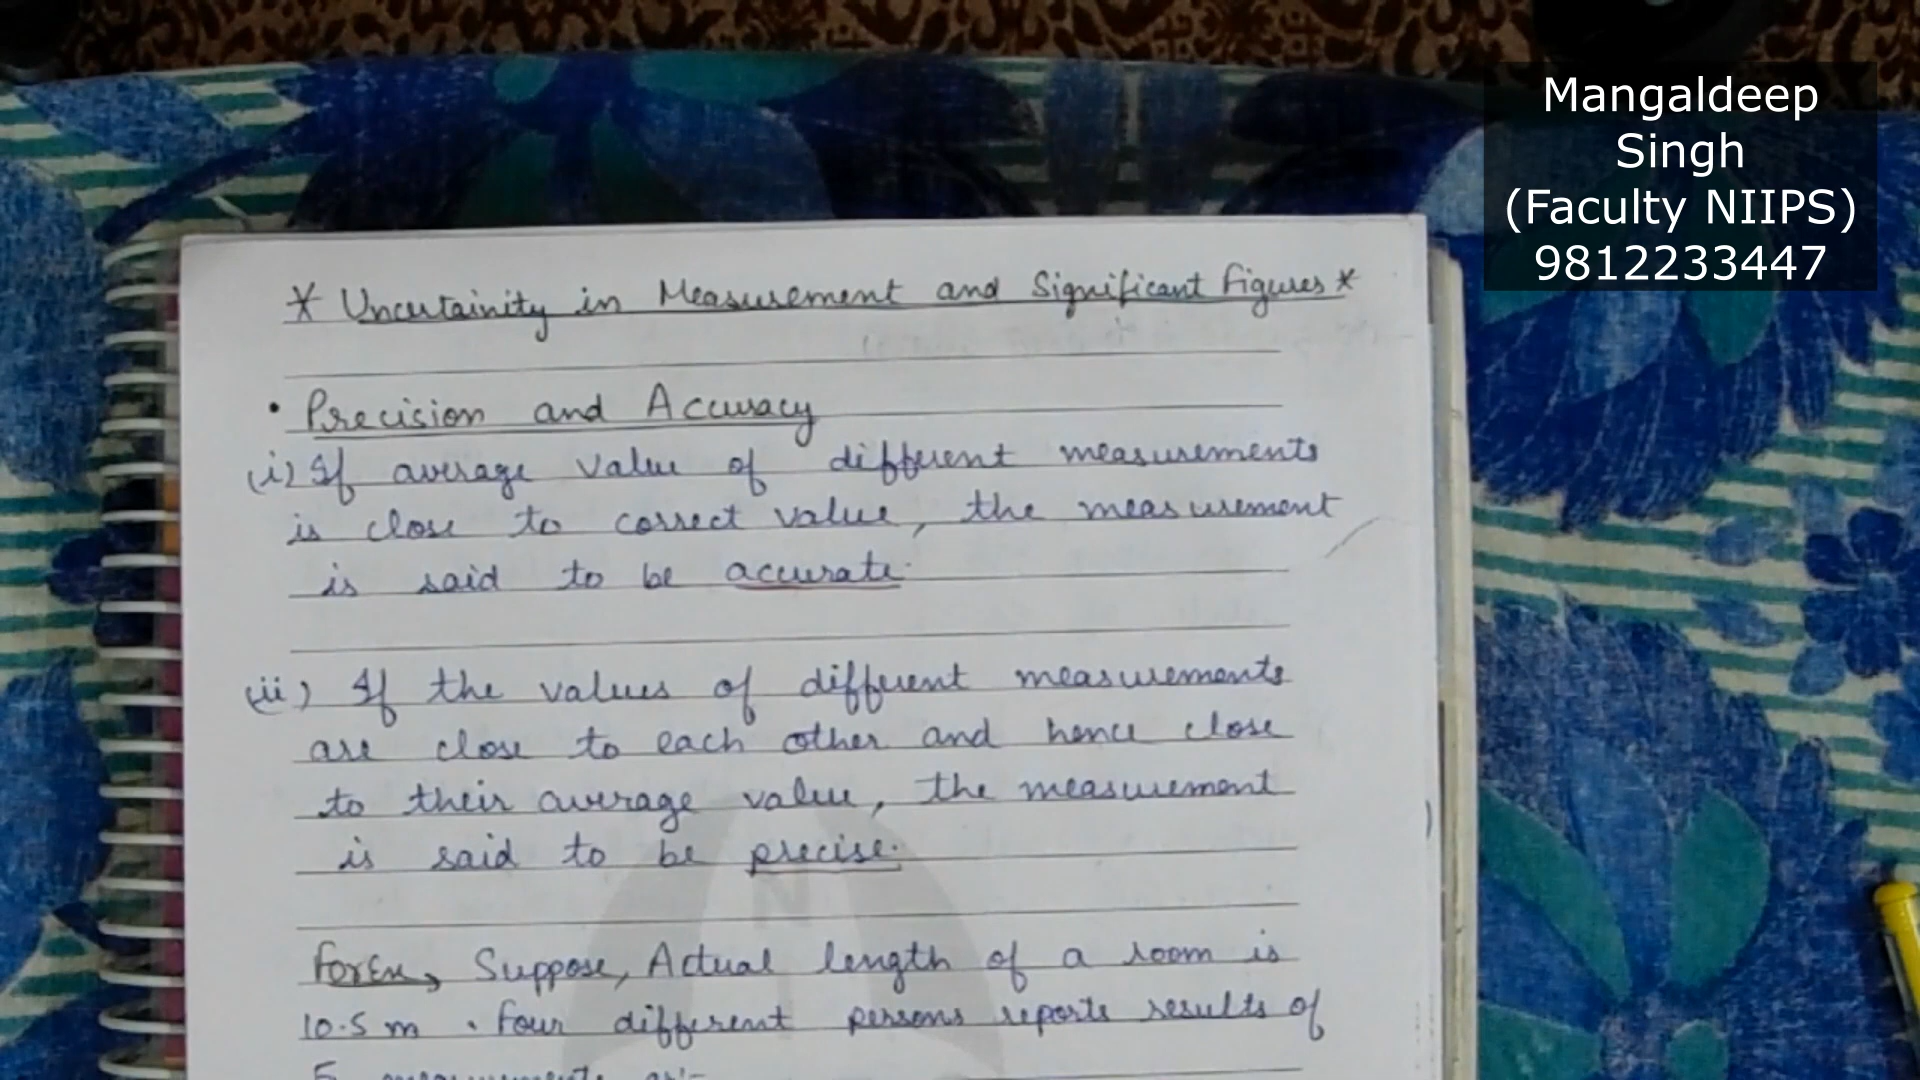 Mangaldeep
Singh
(Faculty NIIPS)
9812233447
* Uncertainity in Measurement and Significant figures *
• Precision and Accuracy
(i) If average value of different measurements
is close to correct value, the measurement
is said to be accurate.
(ii) If the values of different measurements
are close to each other and hence close
to their average value, the measurement
is said to be precise.
N
For Ex, Suppose, Actual length of a room is
10.5 m . Four different persons reports results of
5 measurements as:-